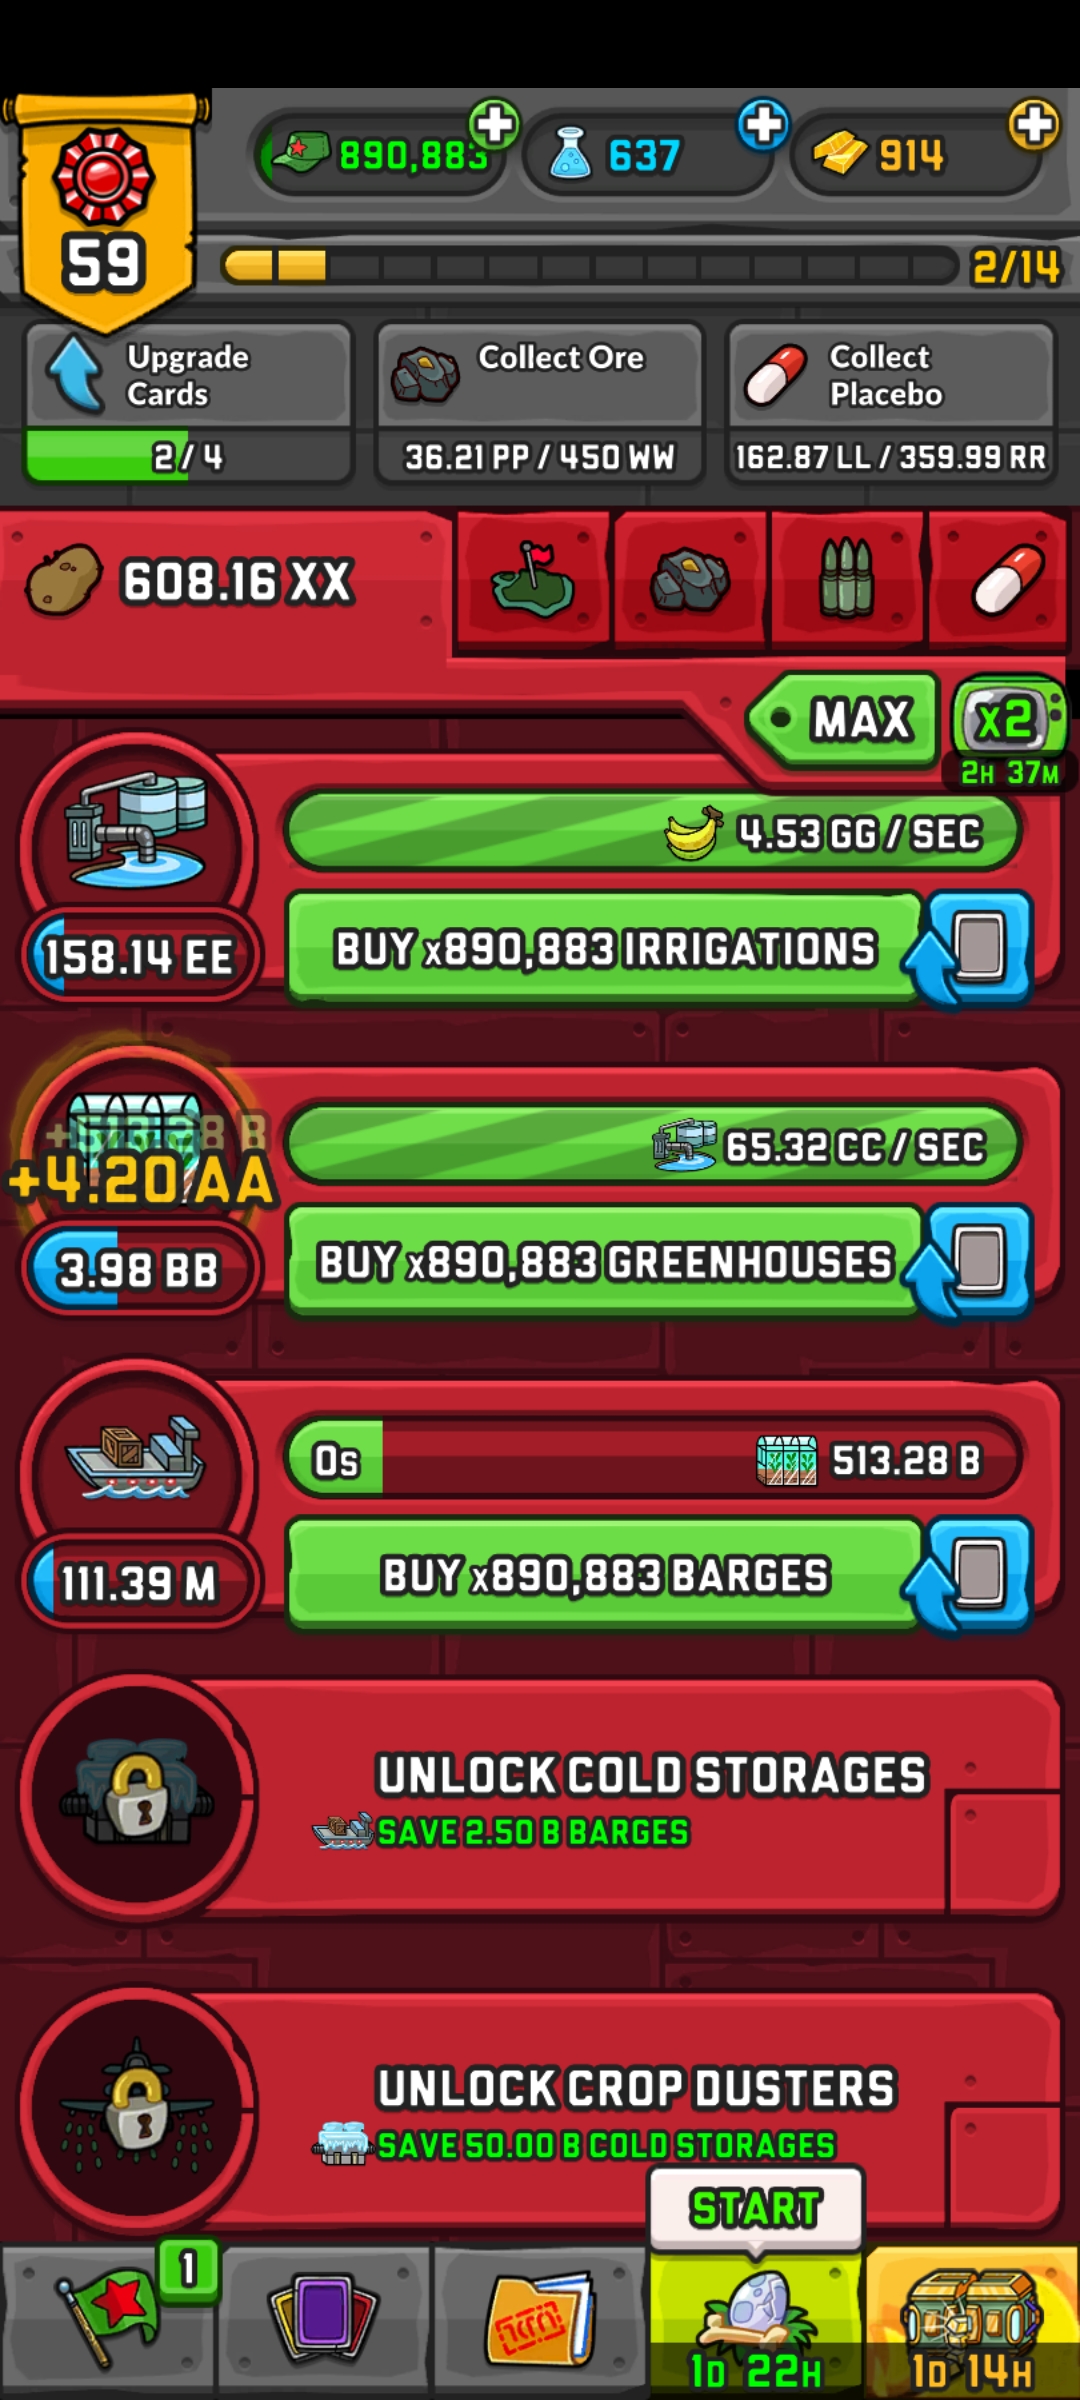 890,883
637
914
59
2/14
Upgrade
Cards
2/4
Collect Ore
36.21 PP / 450 WW
Collect
Placebo
162.87 LL / 359.99 RR
608.16 XX
MAX
x2
2H 37M
4.53 GG / SEC
158.14 EE
BUY x890,883 IRRIGATIONS
+513.28 B
+4.20 AA
65.32 CC / SEC
3.98 BB
BUY x890,883 GREENHOUSES
0s
513.28 B
111.39 M
BUY x890,883 BARGES
UNLOCK COLD STORAGES
SAVE 2.50 B BARGES
UNLOCK CROP DUSTERS
SAVE 50.00 B COLD STORAGES
START
1
1D 22H
1D 14H